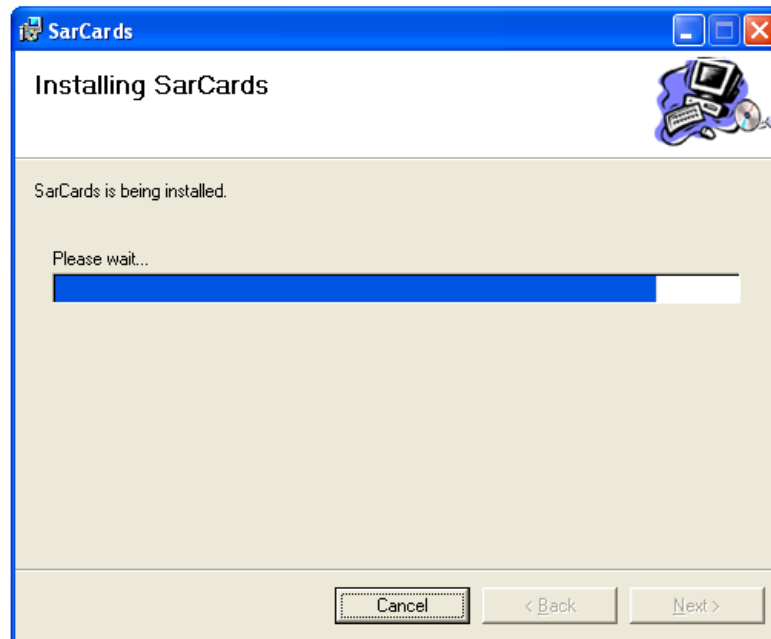 SarCards
Installing SarCards
SarCards is being installed.
Please wait...
Cancel
< Back
Next >